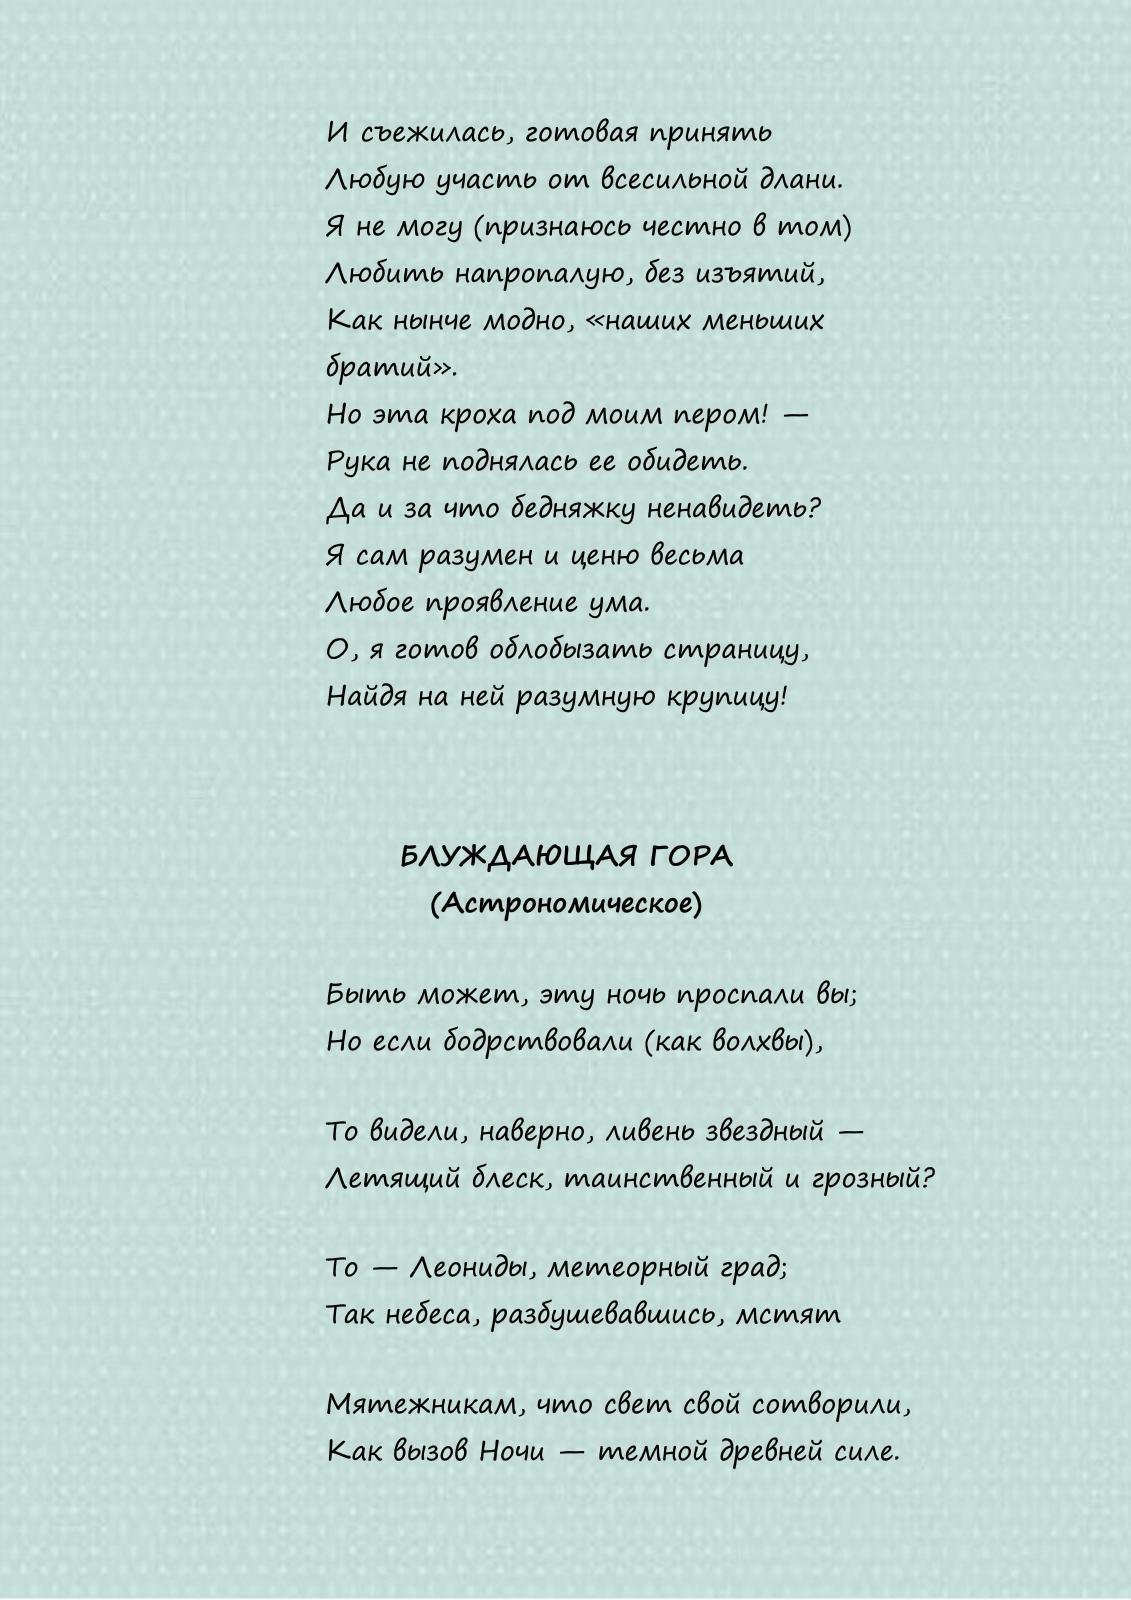 И съежилась, готовая принять
Любую участь от всесильной длани.
Я не могу (признаюсь честно в том)
Любить напропалую, без изъятий,
Как нынче модно, «наших меньших
братий».
Но эта кроха под моим пером! —
Рука не поднялась ее обидеть.
Да и за что бедняжку ненавидеть?
Я сам разумен и ценю весьма
Любое проявление ума.
О, я готов облобызать страницу,
Найдя на ней разумную крупицу!
БЛУЖДАЮЩАЯ ГОРА
(Астрономическое)
Быть может, эту ночь проспали вы;
Но если бодрствовали (как волхвы),
То видели, наверно, ливень звездный —
Летящий блеск, таинственный и грозный?
То — Леониды, метеорный град;
Так небеса, разбушевавшись, мстят
Мятежникам, что свет свой сотворили,
Как вызов Ночи — темной древней силе.